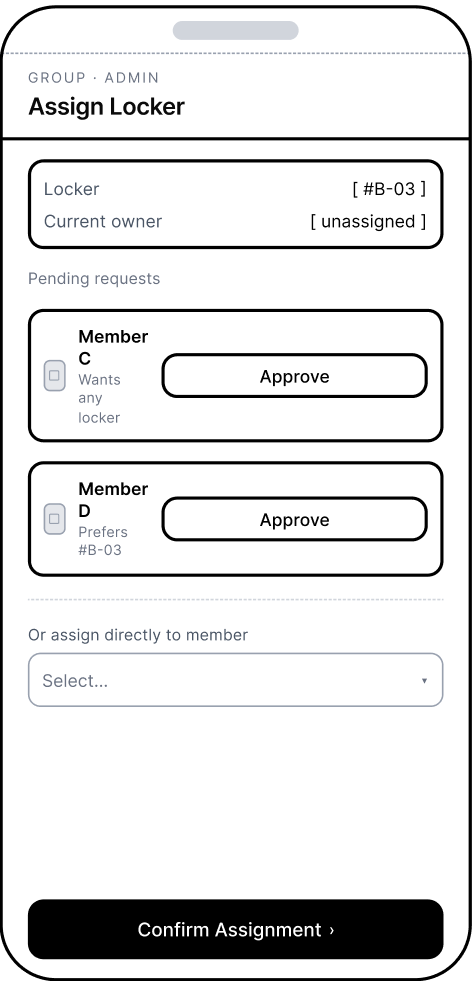 GROUP · ADMIN
Assign Locker
Locker [ #B-03 ]
Current owner [ unassigned ]
Pending requests
Member
C
Wants
any
locker
Approve
Member
D
Prefers
#B-03
Approve
Or assign directly to member
Select... ▾
Confirm Assignment ›